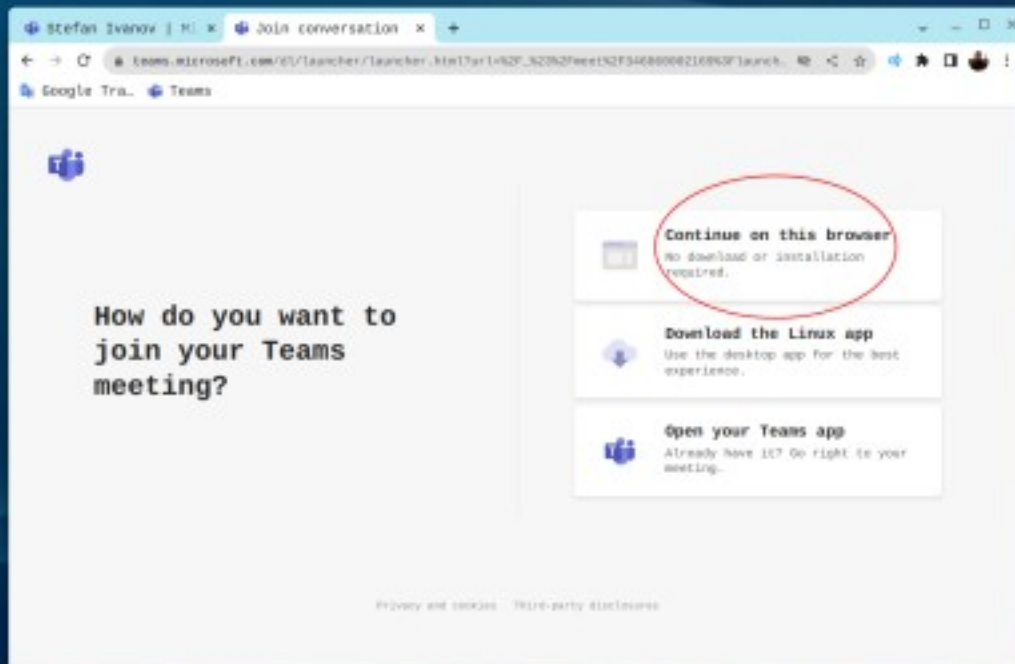 Stefan Ivanov | Mi
Join conversation
Google Tra…
Teams
T
How do you want to
join your Teams
meeting?
Continue on this browser
No download or installation
required.
Download the Linux app
Use the desktop app for the best
experience.
Open your Teams app
Already have it? Go right to your
meeting.
Privacy and cookies
Third-party disclosures